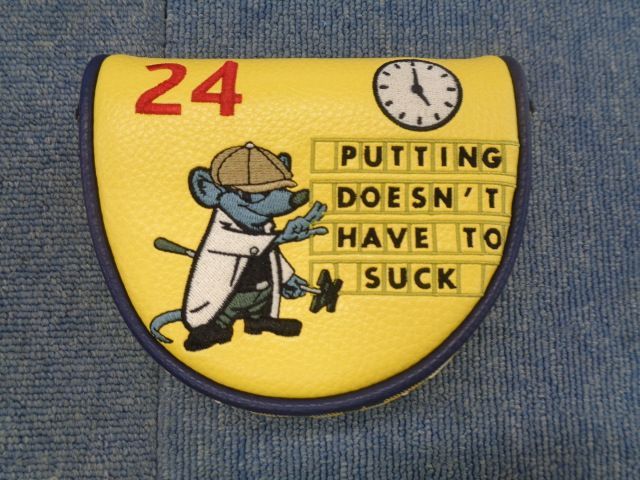 24
PUTTING
DOESN'T
HAVE TO
SUCK